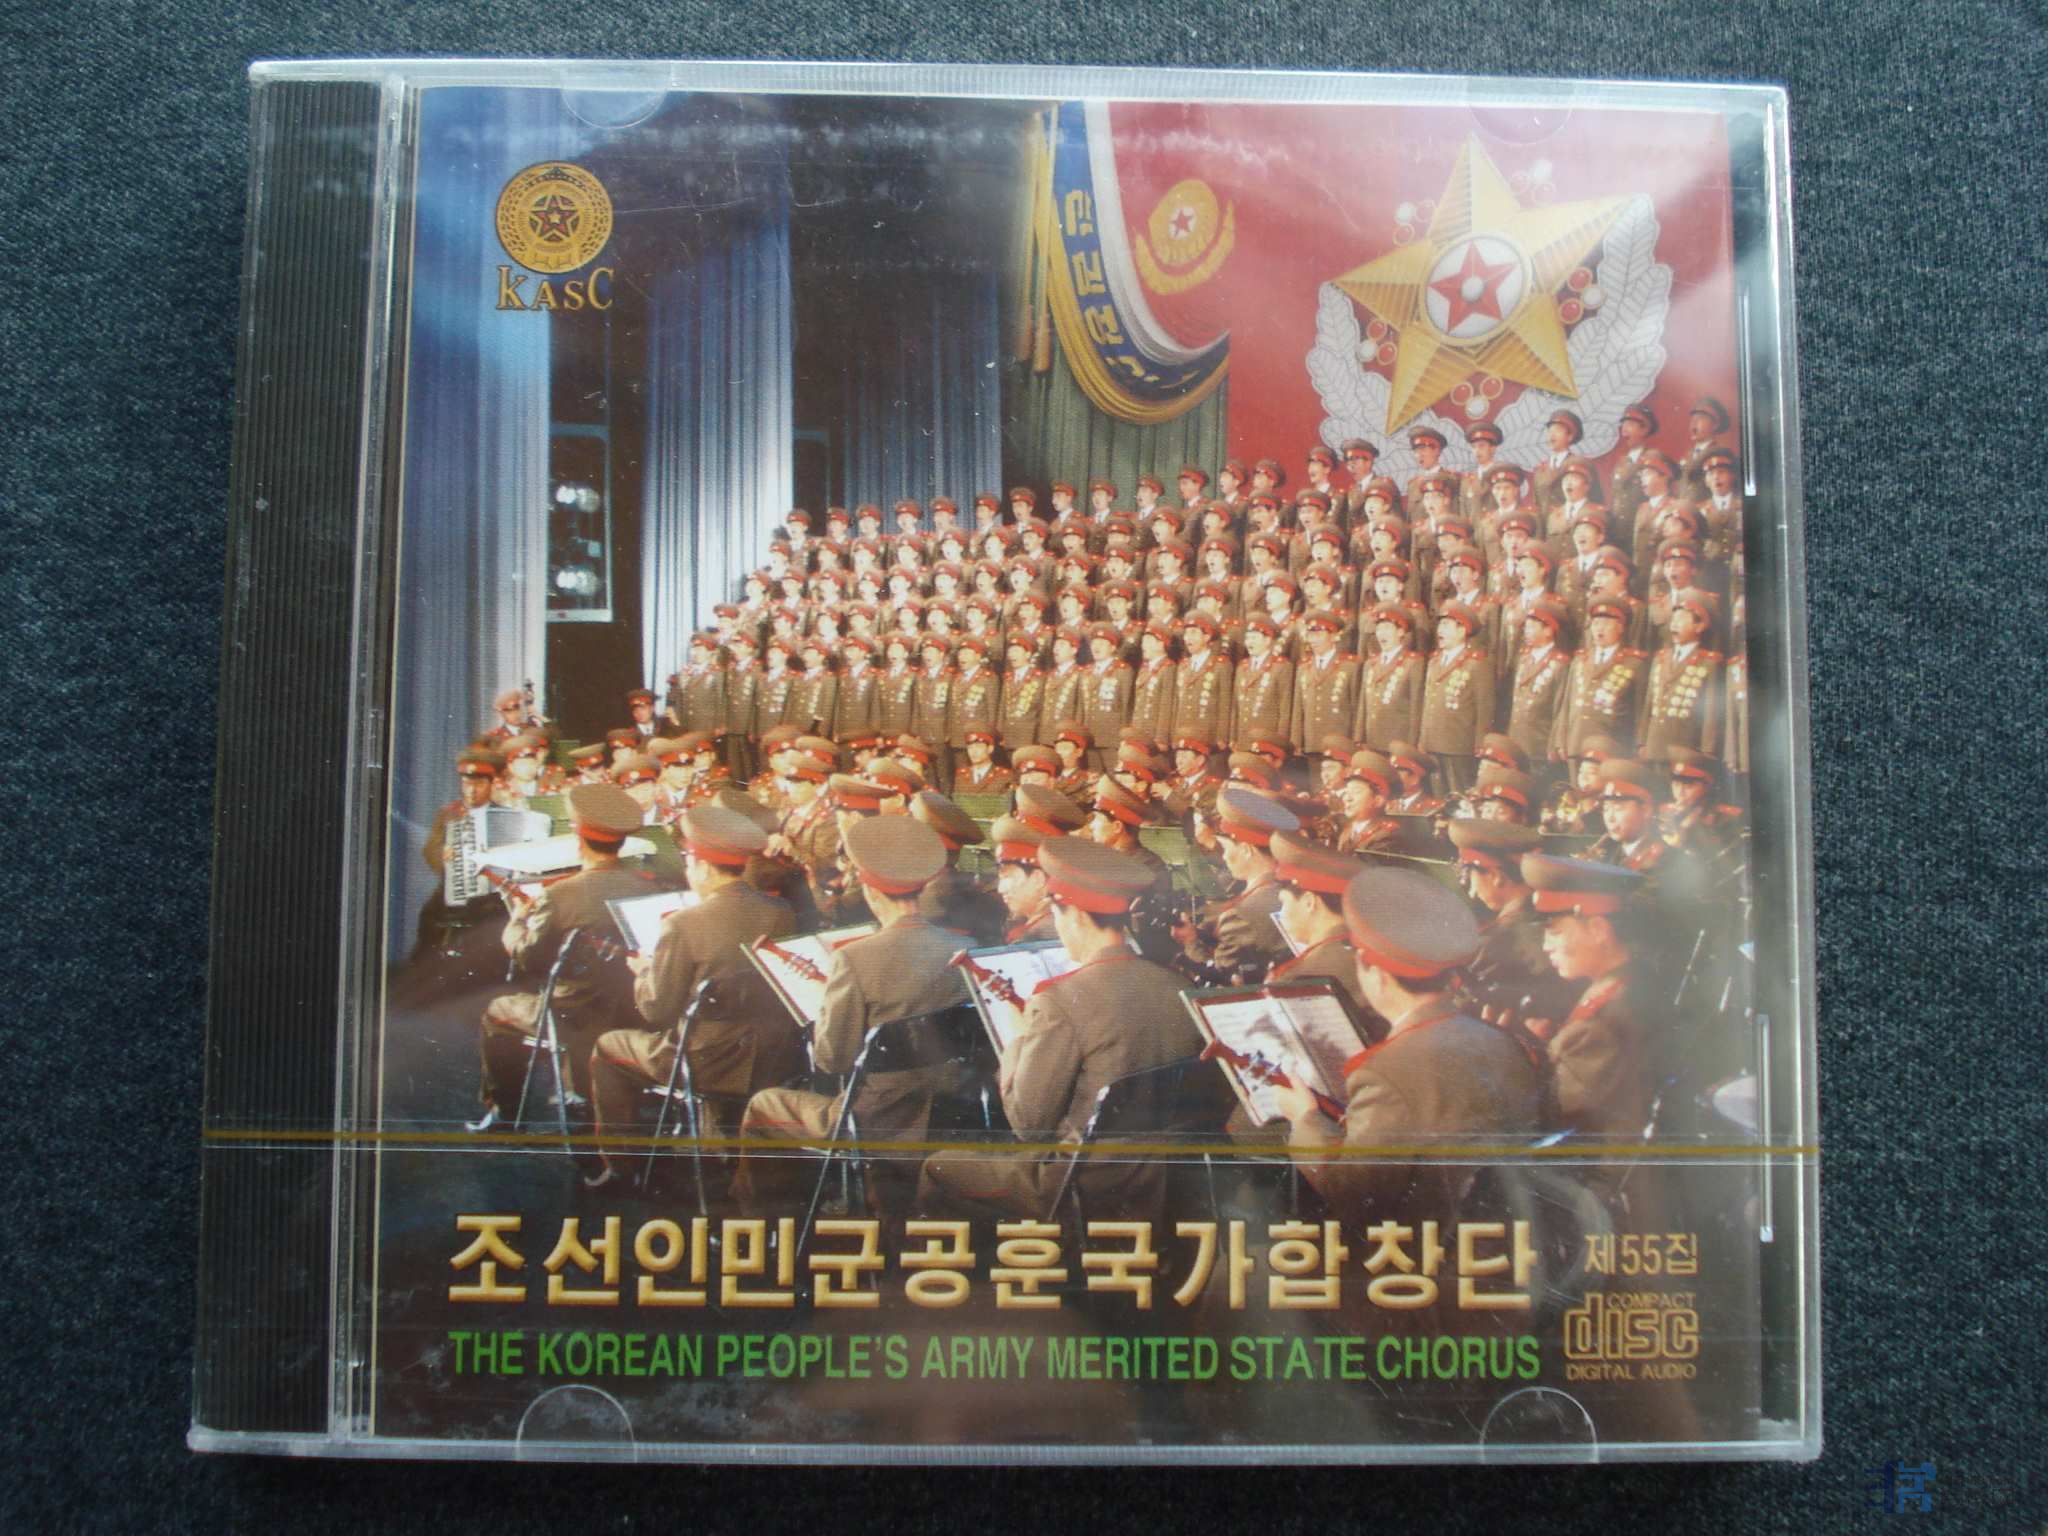 KASC
조선인민군공훈국가합창단
제55집
THE KOREAN PEOPLE'S ARMY MERITED STATE CHORUS
COMPACT
disc
DIGITAL AUDIO